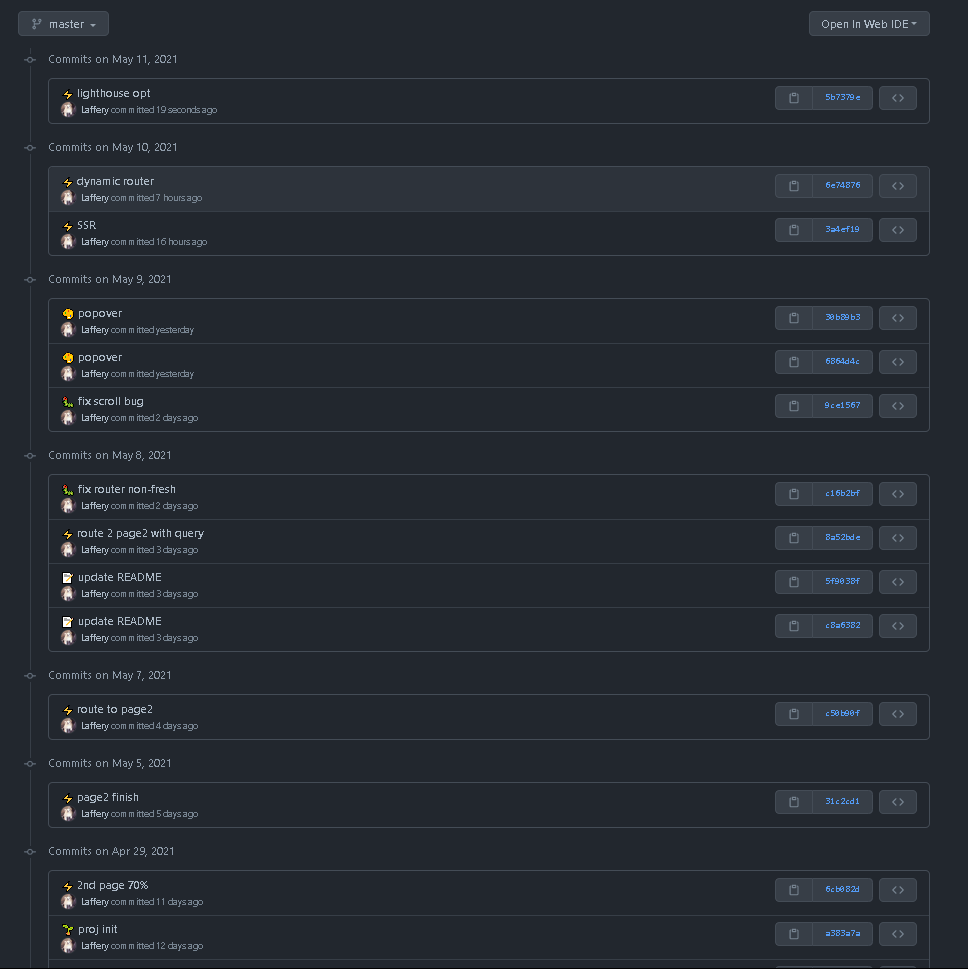 master
Open In Web IDE
Commits on May 11, 2021
⚡ lighthouse opt
Laffery committed 19 seconds ago
5b7379e
Commits on May 10, 2021
⚡ dynamic router
Laffery committed 7 hours ago
6e74876
⚡ SSR
Laffery committed 16 hours ago
3a4ef19
Commits on May 9, 2021
popover
Laffery committed yesterday
30b89b3
popover
Laffery committed yesterday
6864d4c
🐛 fix scroll bug
Laffery committed 2 days ago
9ce1567
Commits on May 8, 2021
🐛 fix router non-fresh
Laffery committed 2 days ago
c16b2bf
⚡ route 2 page2 with query
Laffery committed 3 days ago
8a52bde
📝 update README
Laffery committed 3 days ago
5f9038f
📝 update README
Laffery committed 3 days ago
c8a6382
Commits on May 7, 2021
⚡ route to page2
Laffery committed 4 days ago
c50b90f
Commits on May 5, 2021
⚡ page2 finish
Laffery committed 5 days ago
31c2cd1
Commits on Apr 29, 2021
⚡ 2nd page 70%
Laffery committed 11 days ago
6cb082d
🌱 proj init
Laffery committed 12 days ago
a383a7a